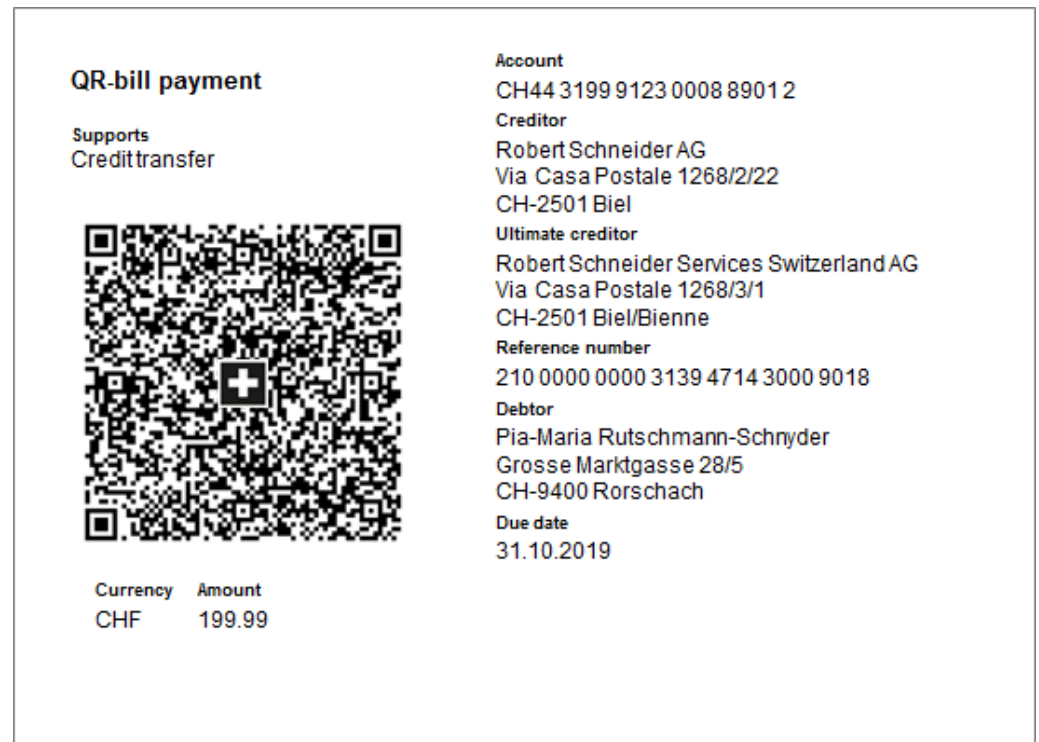 QR-bill payment
Supports
Credit transfer
Currency Amount
CHF 199.99
Account
CH44 3199 9123 0008 8901 2
Creditor
Robert Schneider AG
Via Casa Postale 1268/2/22
CH-2501 Biel
Ultimate creditor
Robert Schneider Services Switzerland AG
Via Casa Postale 1268/3/1
CH-2501 Biel/Bienne
Reference number
210 0000 0000 3139 4714 3000 9018
Debtor
Pia-Maria Rutschmann-Schnyder
Grosse Marktgasse 28/5
CH-9400 Rorschach
Due date
31.10.2019